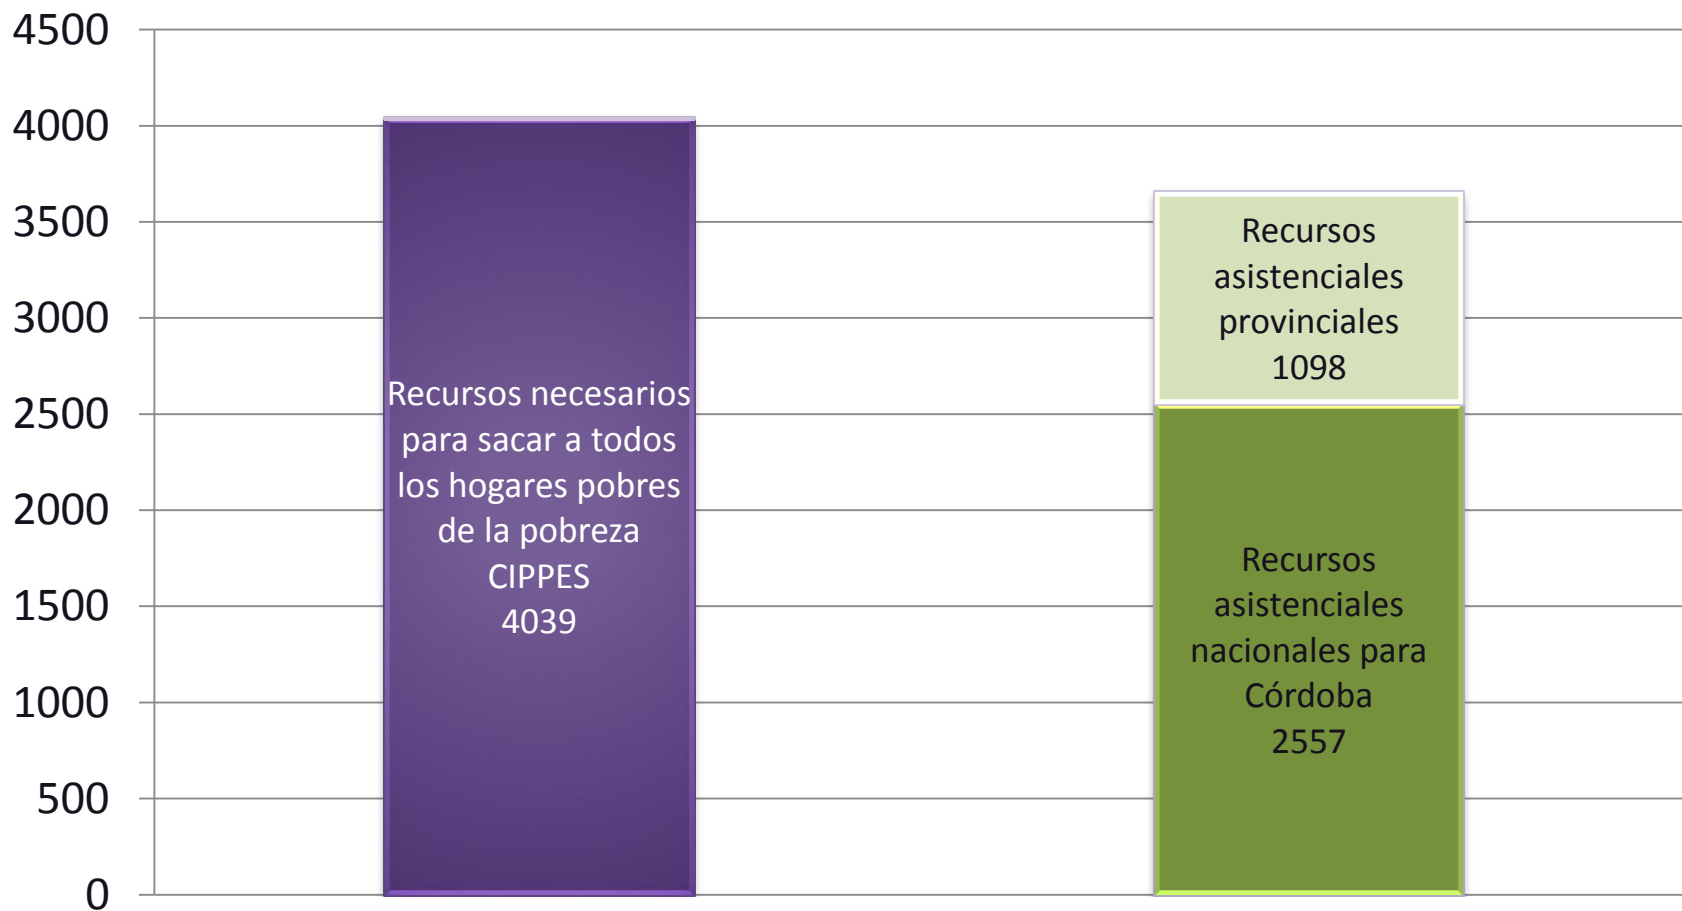 4500
4000
3500
3000
2500
2000
1500
1000
500
0
Recursos necesarios
para sacar a todos
los hogares pobres
de la pobreza
CIPPES
4039
Recursos
asistenciales
provinciales
1098
Recursos
asistenciales
nacionales para
Córdoba
2557